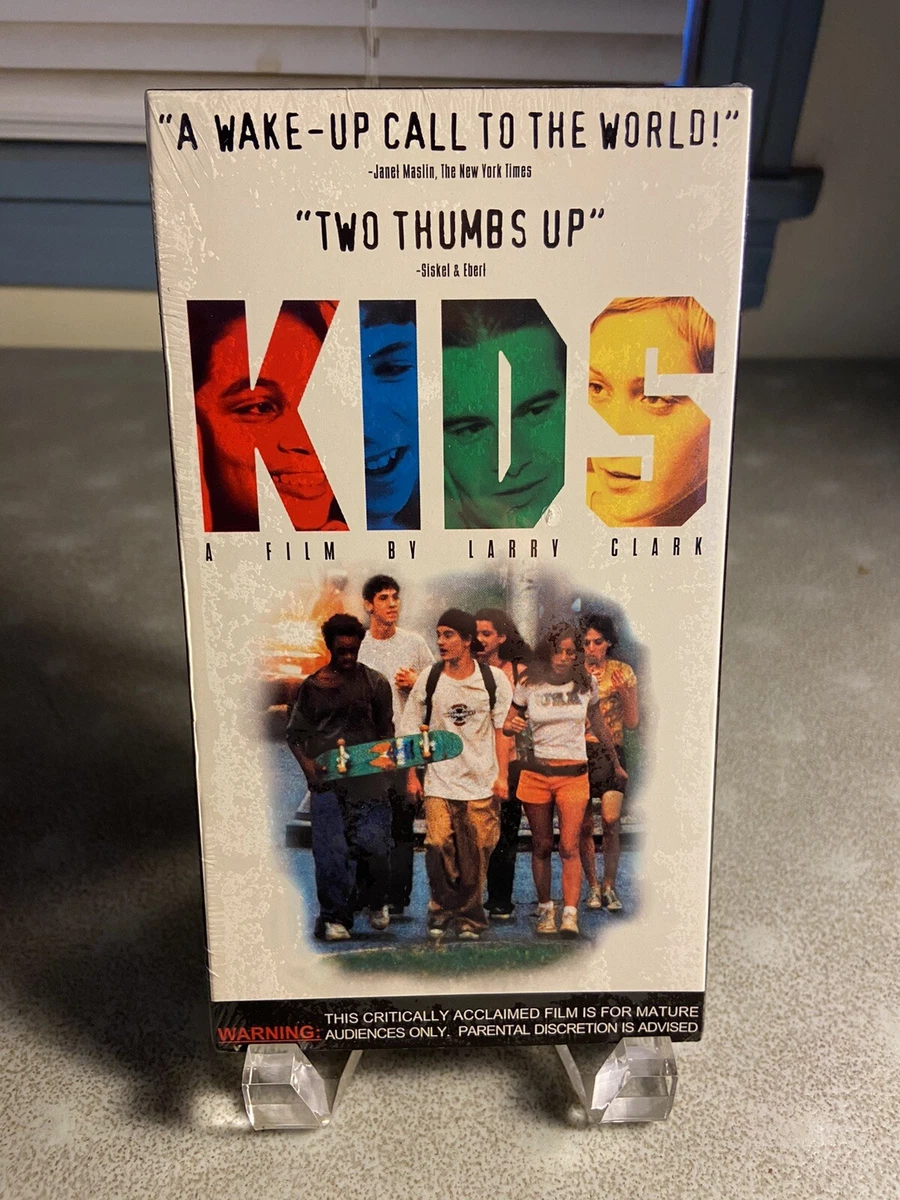 "A WAKE-UP CALL TO THE WORLD!"
-Janet Maslin, The New York Times
"TWO THUMBS UP"
-Siskel & Ebert
KIDS
A FILM BY LARRY CLARK
THIS CRITICALLY ACCLAIMED FILM IS FOR MATURE
WARNING: AUDIENCES ONLY. PARENTAL DISCRETION IS ADVISED